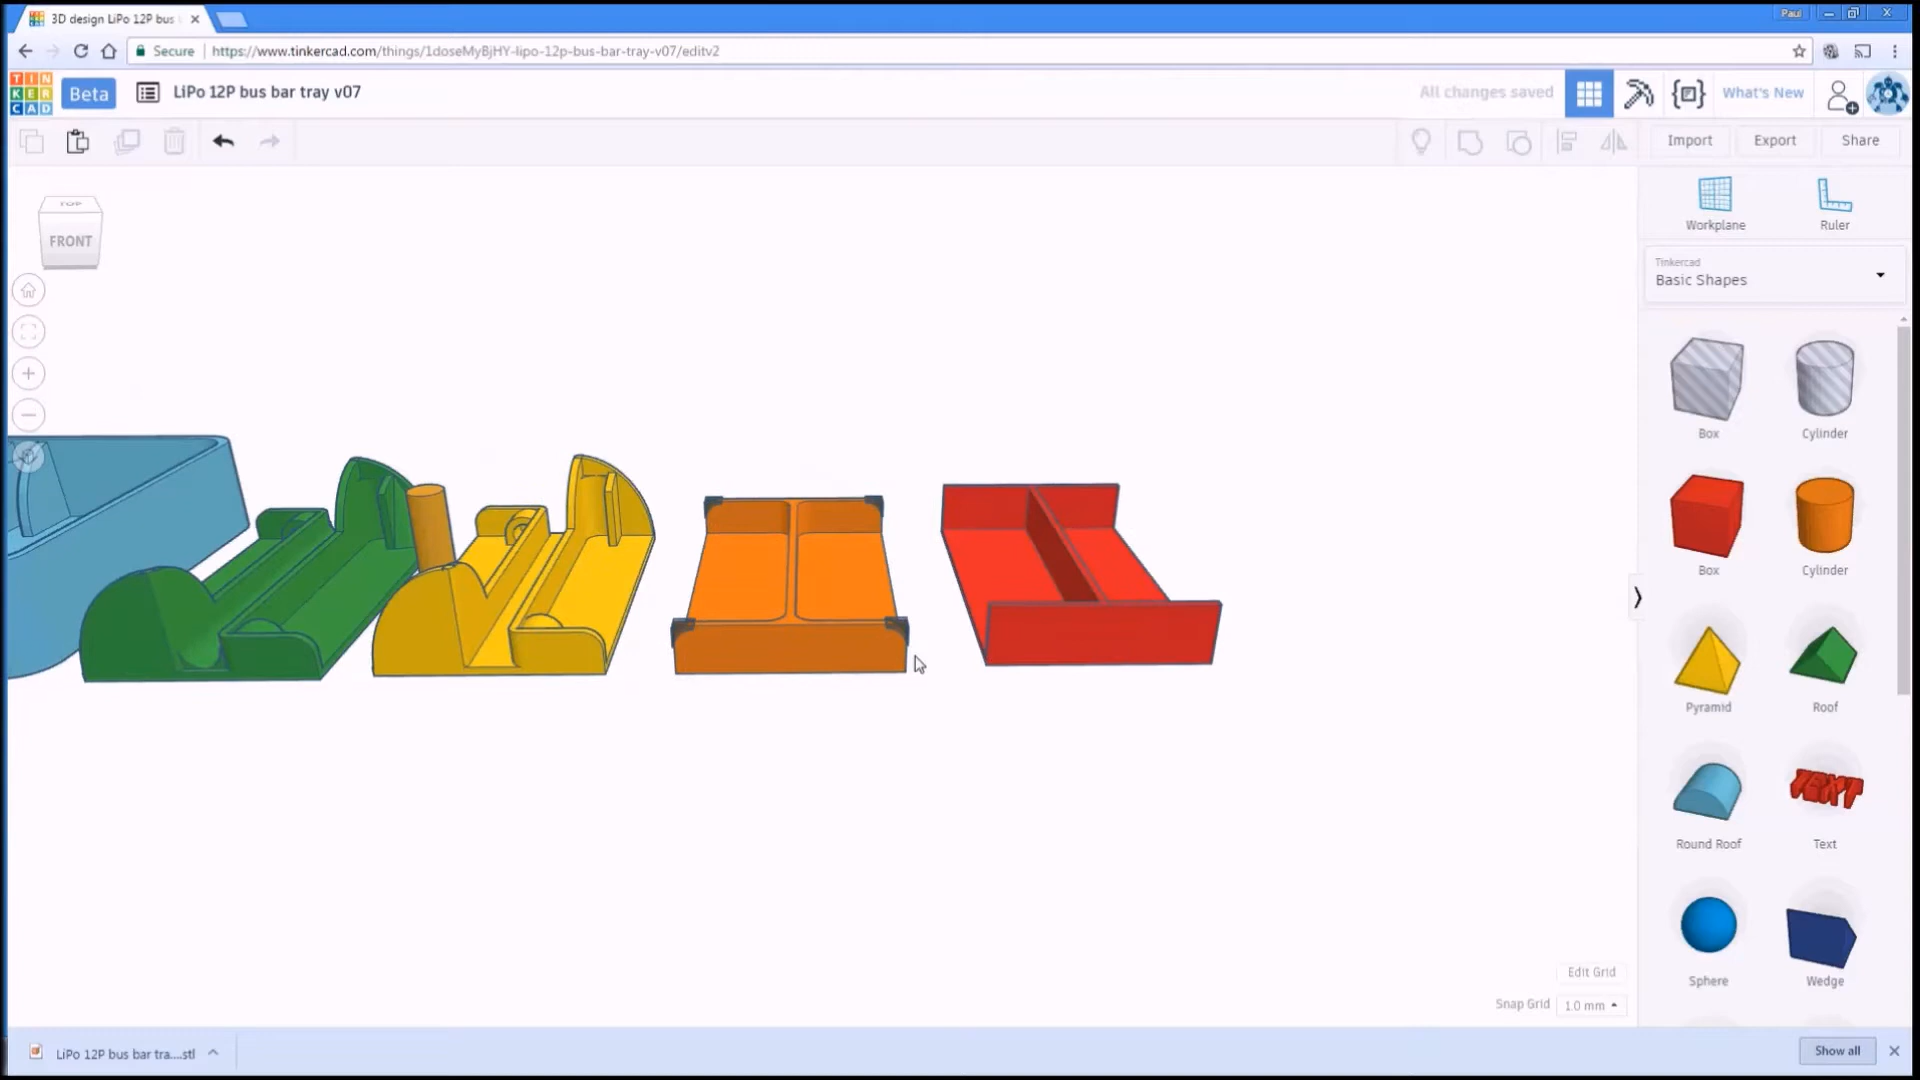 3D design LiPo 12P bus
Paul
Secure
https://www.tinkercad.com/things/1doseMyBjHY-lipo-12p-bus-bar-tray-v07/editv2
TIN
KER
CAD
Beta
LiPo 12P bus bar tray v07
All changes saved
What's New
Import
Export
Share
TOP
FRONT
Workplane
Ruler
Tinkercad
Basic Shapes
Box
Cylinder
Box
Cylinder
Pyramid
Roof
TEXT
Round Roof
Text
Sphere
Wedge
Edit Grid
Snap Grid
1.0 mm
LiPo 12P bus bar tra....stl
Show all